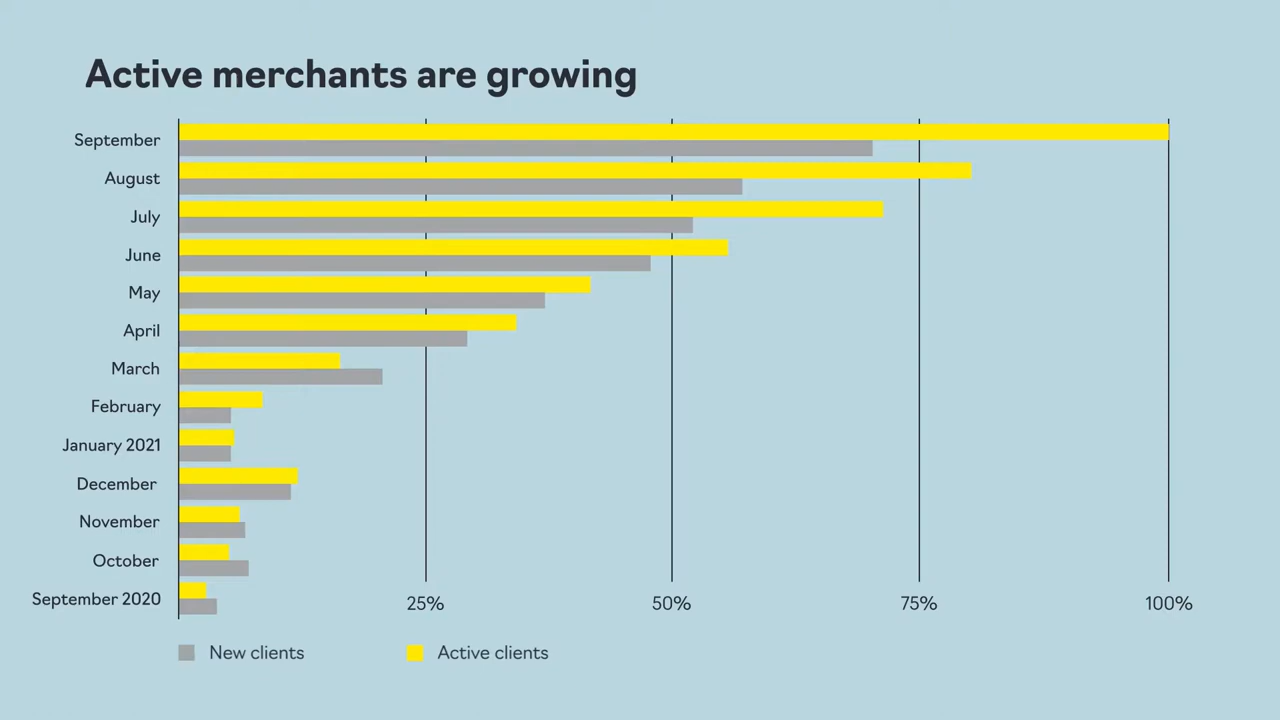 Active merchants are growing
September
August
July
June
May
April
March
February
January 2021
December
November
October
September 2020
25% 50% 75% 100%
New clients Active clients